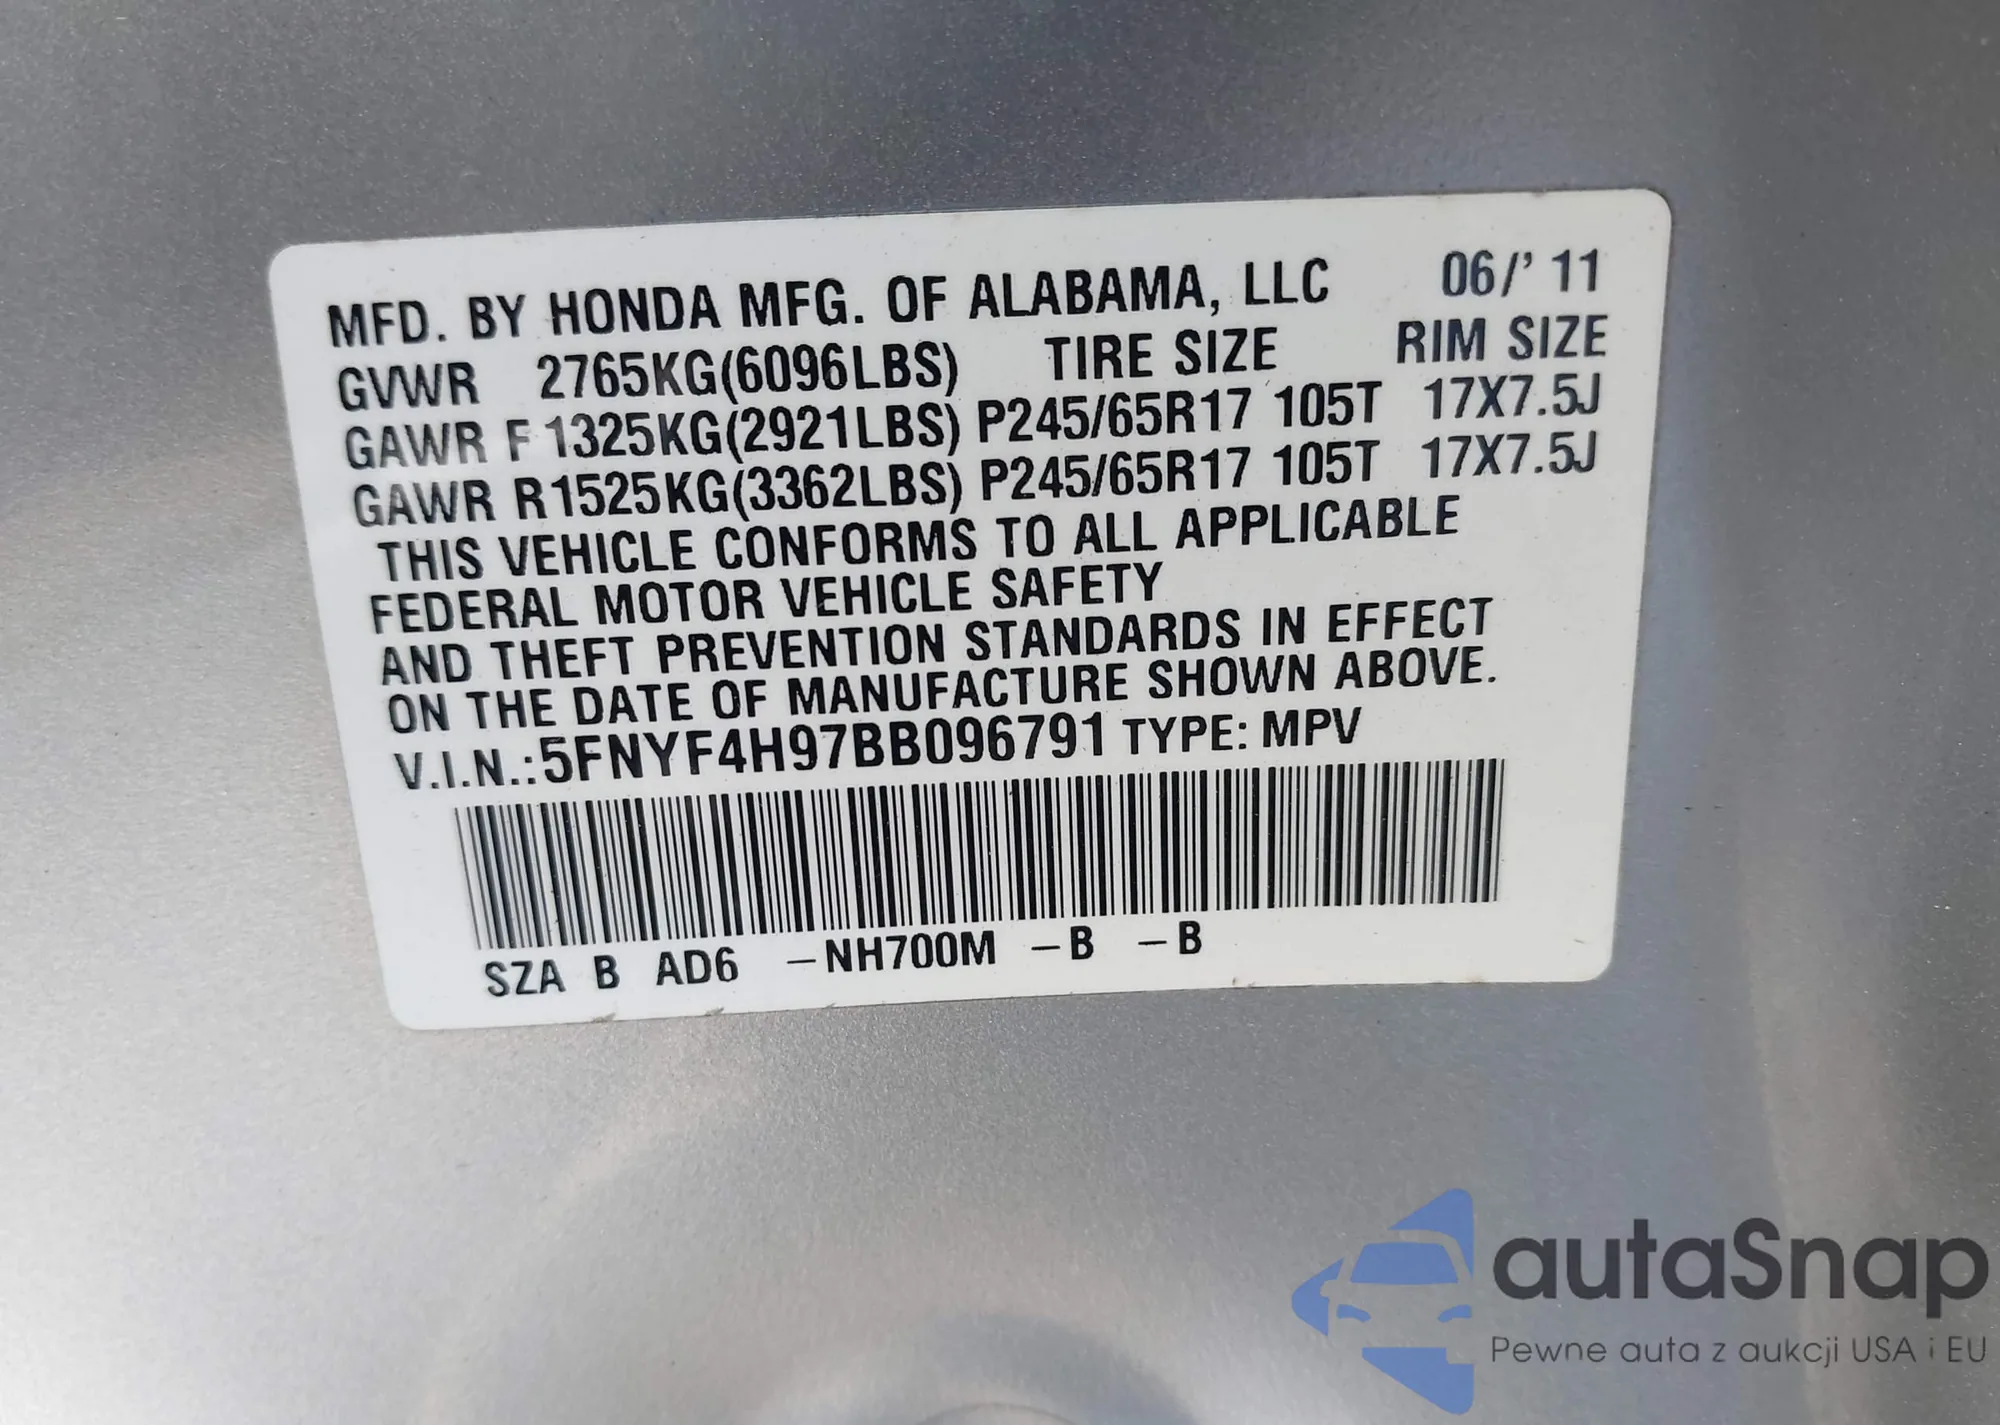 MFD. BY HONDA MFG. OF ALABAMA, LLC 06/' 11
GVWR 2765KG(6096LBS) TIRE SIZE RIM SIZE
GAWR F 1325KG(2921LBS) P245/65R17 105T 17X7.5J
GAWR R 1525KG(3362LBS) P245/65R17 105T 17X7.5J
THIS VEHICLE CONFORMS TO ALL APPLICABLE
FEDERAL MOTOR VEHICLE SAFETY
AND THEFT PREVENTION STANDARDS IN EFFECT
ON THE DATE OF MANUFACTURE SHOWN ABOVE.
V.I.N.:5FNYF4H97BB096791 TYPE: MPV
SZA B AD6 –NH700M –B –B
autaSnap
Pewne auta z aukcji USA i EU